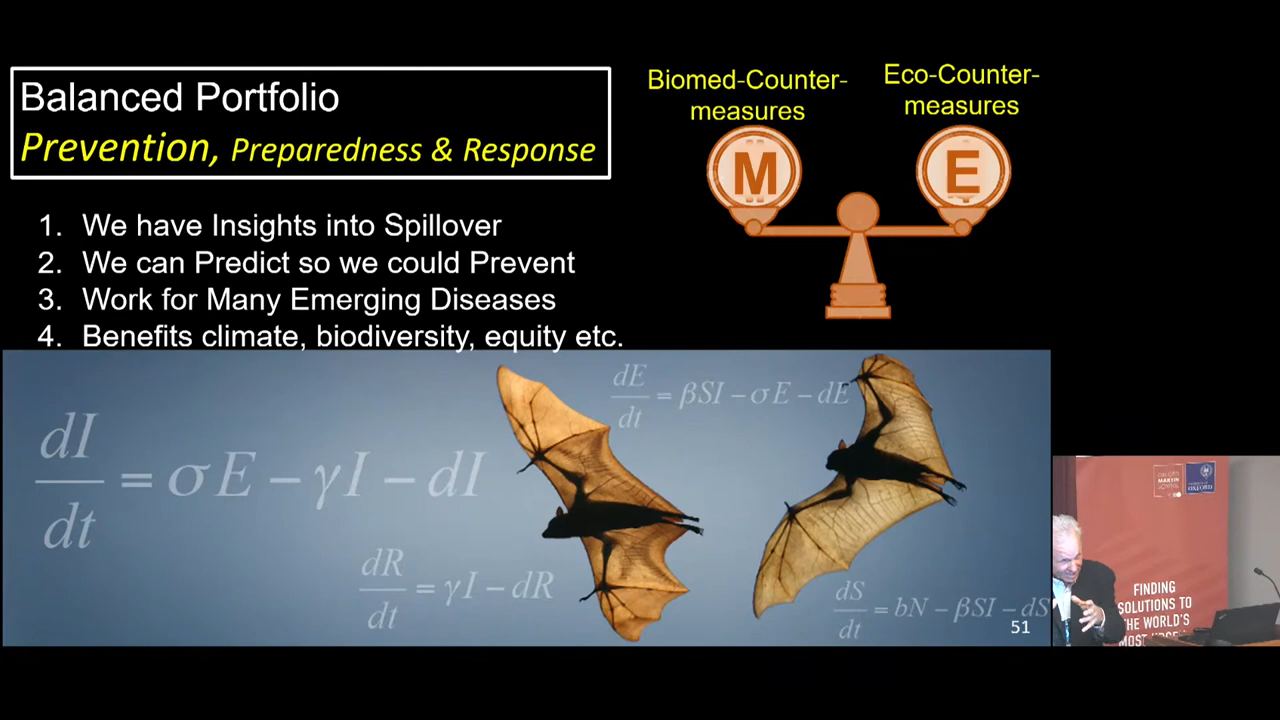 Balanced Portfolio
Prevention, Preparedness & Response
Biomed-Counter-
measures
Eco-Counter-
measures
M
E
1. We have Insights into Spillover
2. We can Predict so we could Prevent
3. Work for Many Emerging Diseases
4. Benefits climate, biodiversity, equity etc.
dE/dt = βSI – σE – dE
dI/dt = σE – γI – dI
dR/dt = γI – dR
dS/dt = bN – βSI – dS
51
OXFORD
MARTIN
SCHOOL
OXFORD
FINDING
SOLUTIONS TO
THE WORLD'S
MOST